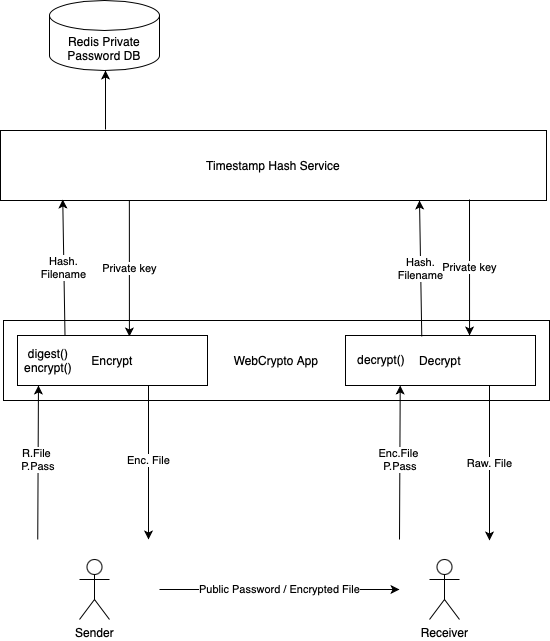 Redis Private
Password DB
Timestamp Hash Service
Hash.
Filename
Private key
Hash.
Filename
Private key
digest()
encrypt()
Encrypt
WebCrypto App
decrypt()
Decrypt
R.File
P.Pass
Enc. File
Enc.File
P.Pass
Raw. File
Public Password / Encrypted File
Sender
Receiver